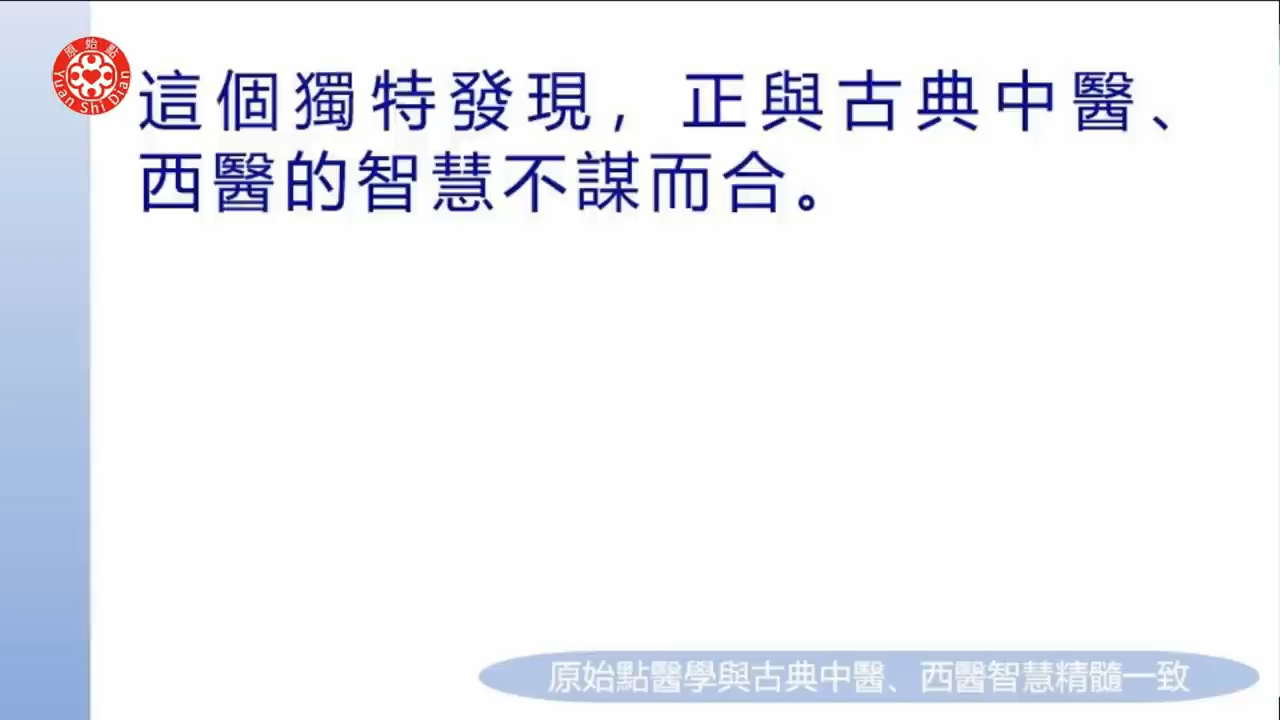 原始點
Yuan Shi Dian
這個獨特發現，正與古典中醫、
西醫的智慧不謀而合。
原始點醫學與古典中醫、西醫智慧精髓一致